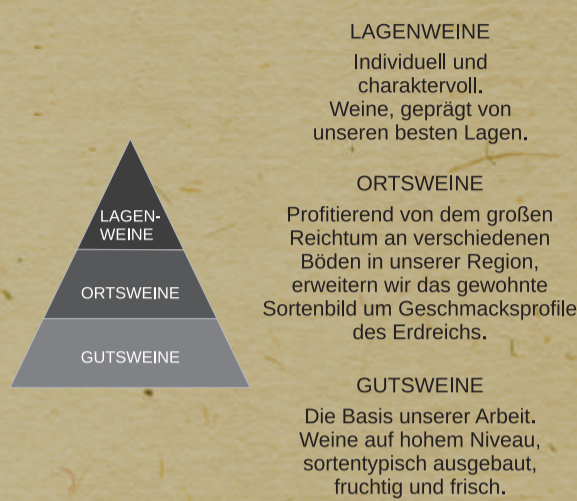 LAGENWEINE
Individuell und
charaktervoll.
Weine, geprägt von
unseren besten Lagen.
ORTSWEINE
Profitierend von dem großen
Reichtum an verschiedenen
Böden in unserer Region,
erweitern wir das gewohnte
Sortenbild um Geschmacksprofile
des Erdreichs.
GUTSWEINE
Die Basis unserer Arbeit.
Weine auf hohem Niveau,
sortentypisch ausgebaut,
fruchtig und frisch.
LAGEN-
WEINE
ORTSWEINE
GUTSWEINE